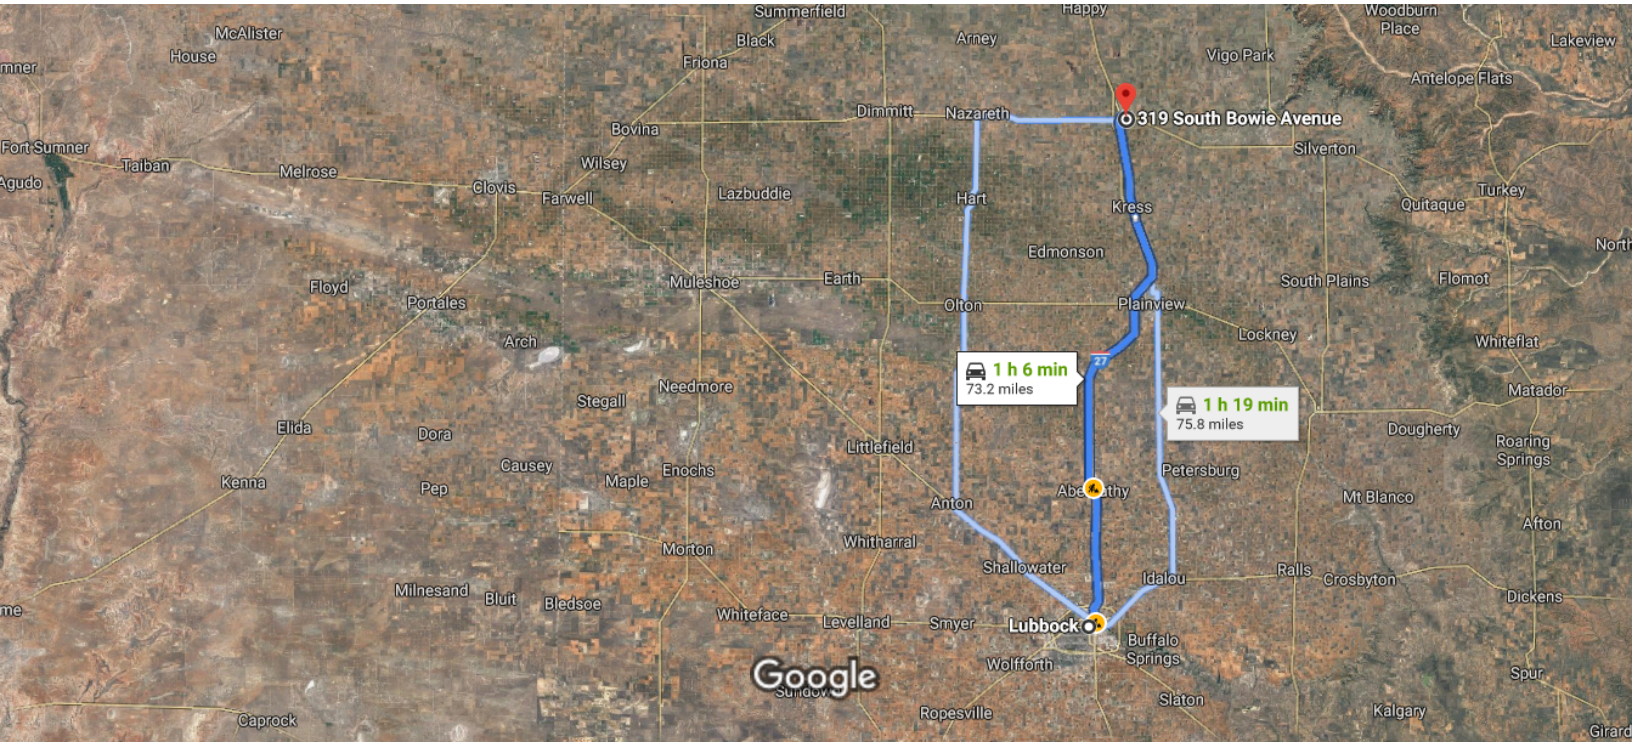 Summerfield
Happy
Woodburn
Place
McAlister
House
Black
Arney
Friona
Vigo Park
Lakeview
mner
Antelope Flats
Dimmitt
Nazareth
319 South Bowie Avenue
Bovina
Fort Sumner
Taiban
Melrose
Wilsey
Silverton
Agudo
Clovis
Farwell
Lazbuddie
Hart
Kress
Turkey
Quitaque
Edmonson
North
Floyd
Portales
Muleshoe
Earth
Olton
Plainview
South Plains
Flomot
Arch
Lockney
Whiteflat
27
1 h 6 min
73.2 miles
Needmore
Stegall
1 h 19 min
75.8 miles
Matador
Elida
Dora
Littlefield
Dougherty
Roaring
Springs
Kenna
Pep
Causey
Maple
Enochs
Petersburg
Anton
Mt Blanco
Afton
Morton
Whitharral
Shallowater
Idalou
Ralls
Crosbyton
Dickens
me
Milnesand
Bluit
Bledsoe
Whiteface
Levelland
Smyer
Lubbock
Buffalo
Springs
Wolfforth
Google
Spur
Slaton
Ropesville
Kalgary
Caprock
Girard